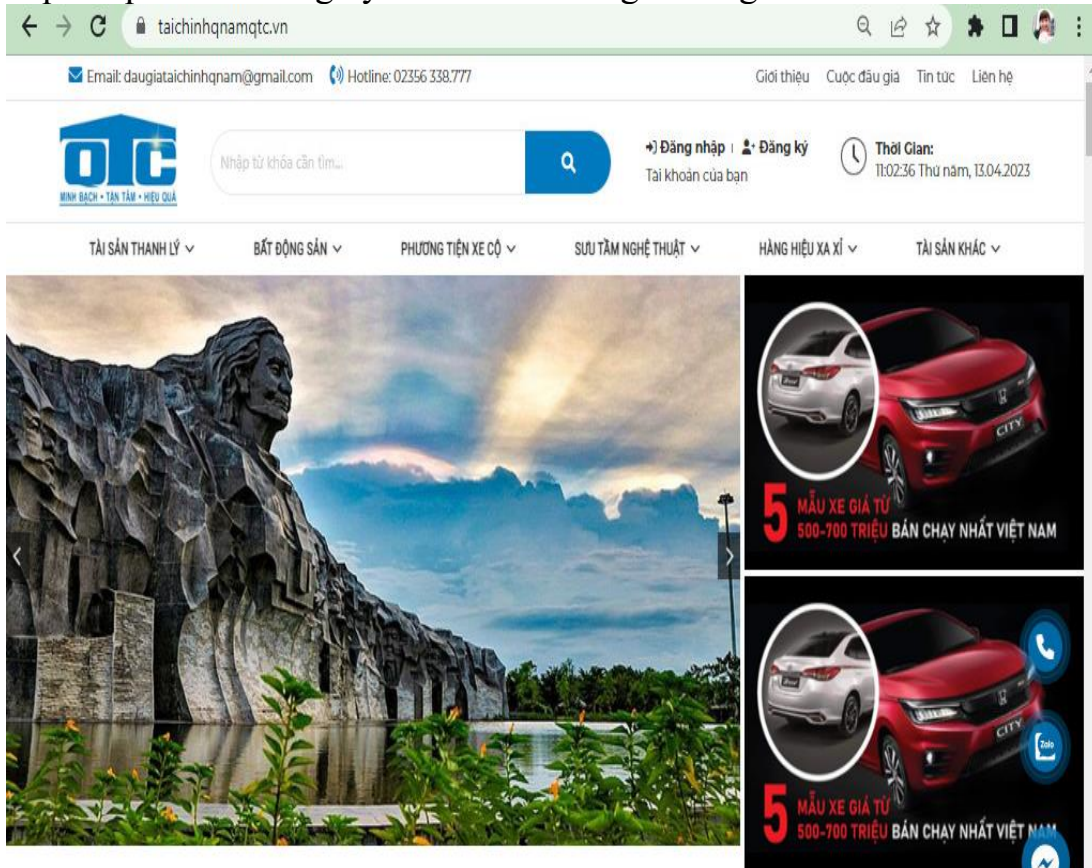 taichinhqnamqtc.vn
Email: daugiataichinhqnam@gmail.com Hotline: 02356 338.777 Giới thiệu Cuộc đấu giá Tin tức Liên hệ
QTC
MINH BẠCH • TẬN TÂM • HIỆU QUẢ
Nhập từ khóa cần tìm...
Đăng nhập | Đăng ký
Tài khoản của bạn
Thời Gian:
11:02:36 Thứ năm, 13.04.2023
TÀI SẢN THANH LÝ BẤT ĐỘNG SẢN PHƯƠNG TIỆN XE CỘ SƯU TẦM NGHỆ THUẬT HÀNG HIỆU XA XỈ TÀI SẢN KHÁC
CITY
5 MẪU XE GIÁ TỪ
500-700 TRIỆU BÁN CHẠY NHẤT VIỆT NAM
CITY
Zalo
5 MẪU XE GIÁ TỪ
500-700 TRIỆU BÁN CHẠY NHẤT VIỆT NAM